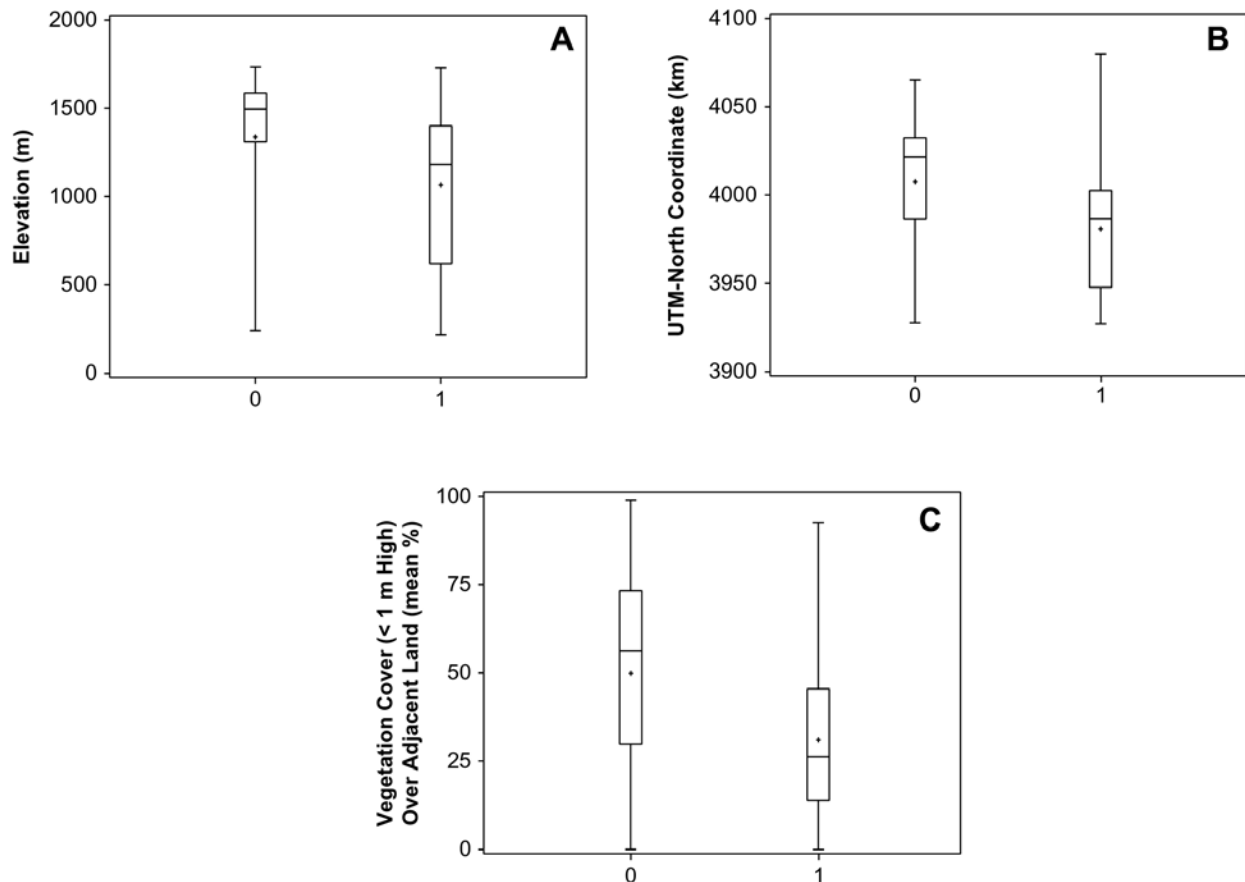 A
Elevation (m)
2000
1500
1000
500
0
0 1
B
UTM-North Coordinate (km)
4100
4050
4000
3950
3900
0 1
C
Vegetation Cover (< 1 m High)
Over Adjacent Land (mean %)
100
75
50
25
0
0 1